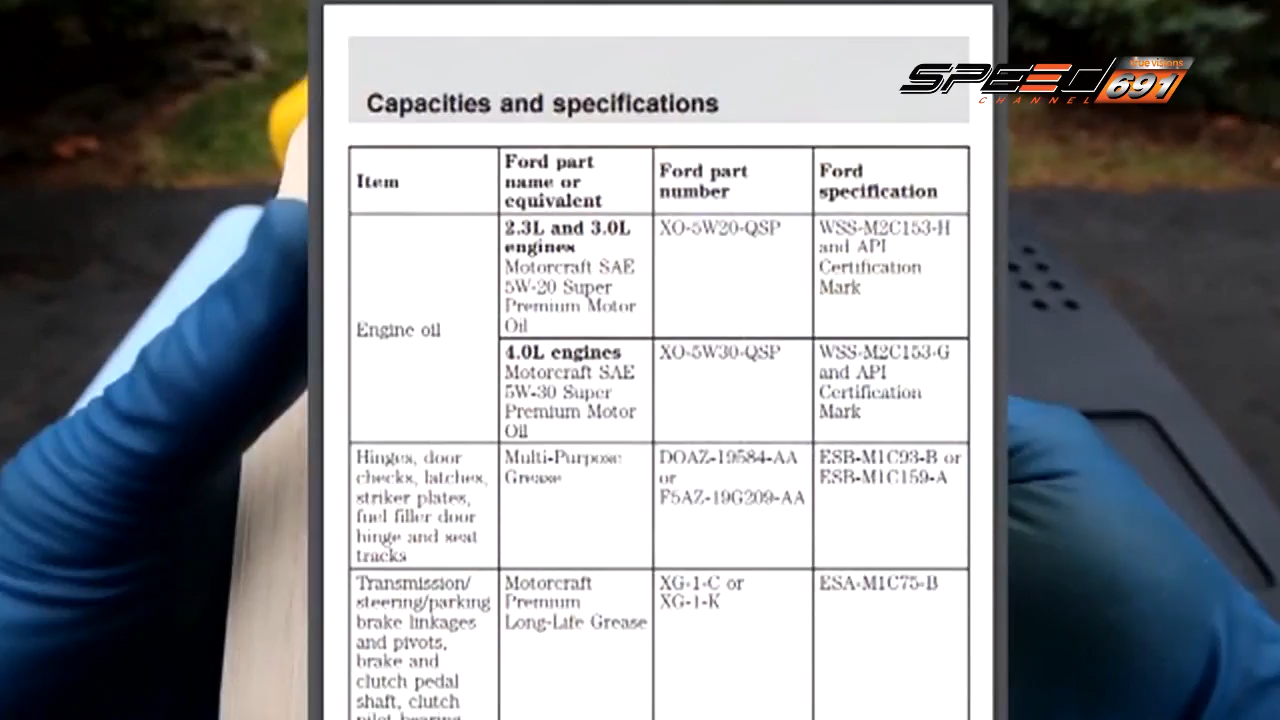 true visions
SPEED
691
CHANNEL
Capacities and specifications
Item
Ford part
name or
equivalent
Ford part
number
Ford
specification
Engine oil
2.3L and 3.0L
engines
Motorcraft SAE
5W-20 Super
Premium Motor
Oil
XO-5W20-QSP
WSS-M2C153-H
and API
Certification
Mark
4.0L engines
Motorcraft SAE
5W-30 Super
Premium Motor
Oil
XO-5W30-QSP
WSS-M2C153-G
and API
Certification
Mark
Hinges, door
checks, latches,
striker plates,
fuel filler door
hinge and seat
tracks
Multi-Purpose
Grease
DOAZ-19584-AA
or
F5AZ-19G209-AA
ESB-M1C93-B or
ESB-M1C159-A
Transmission/
steering/parking
brake linkages
and pivots,
brake and
clutch pedal
shaft, clutch
pilot bearing
Motorcraft
Premium
Long-Life Grease
XG-1-C or
XG-1-K
ESA-M1C75-B